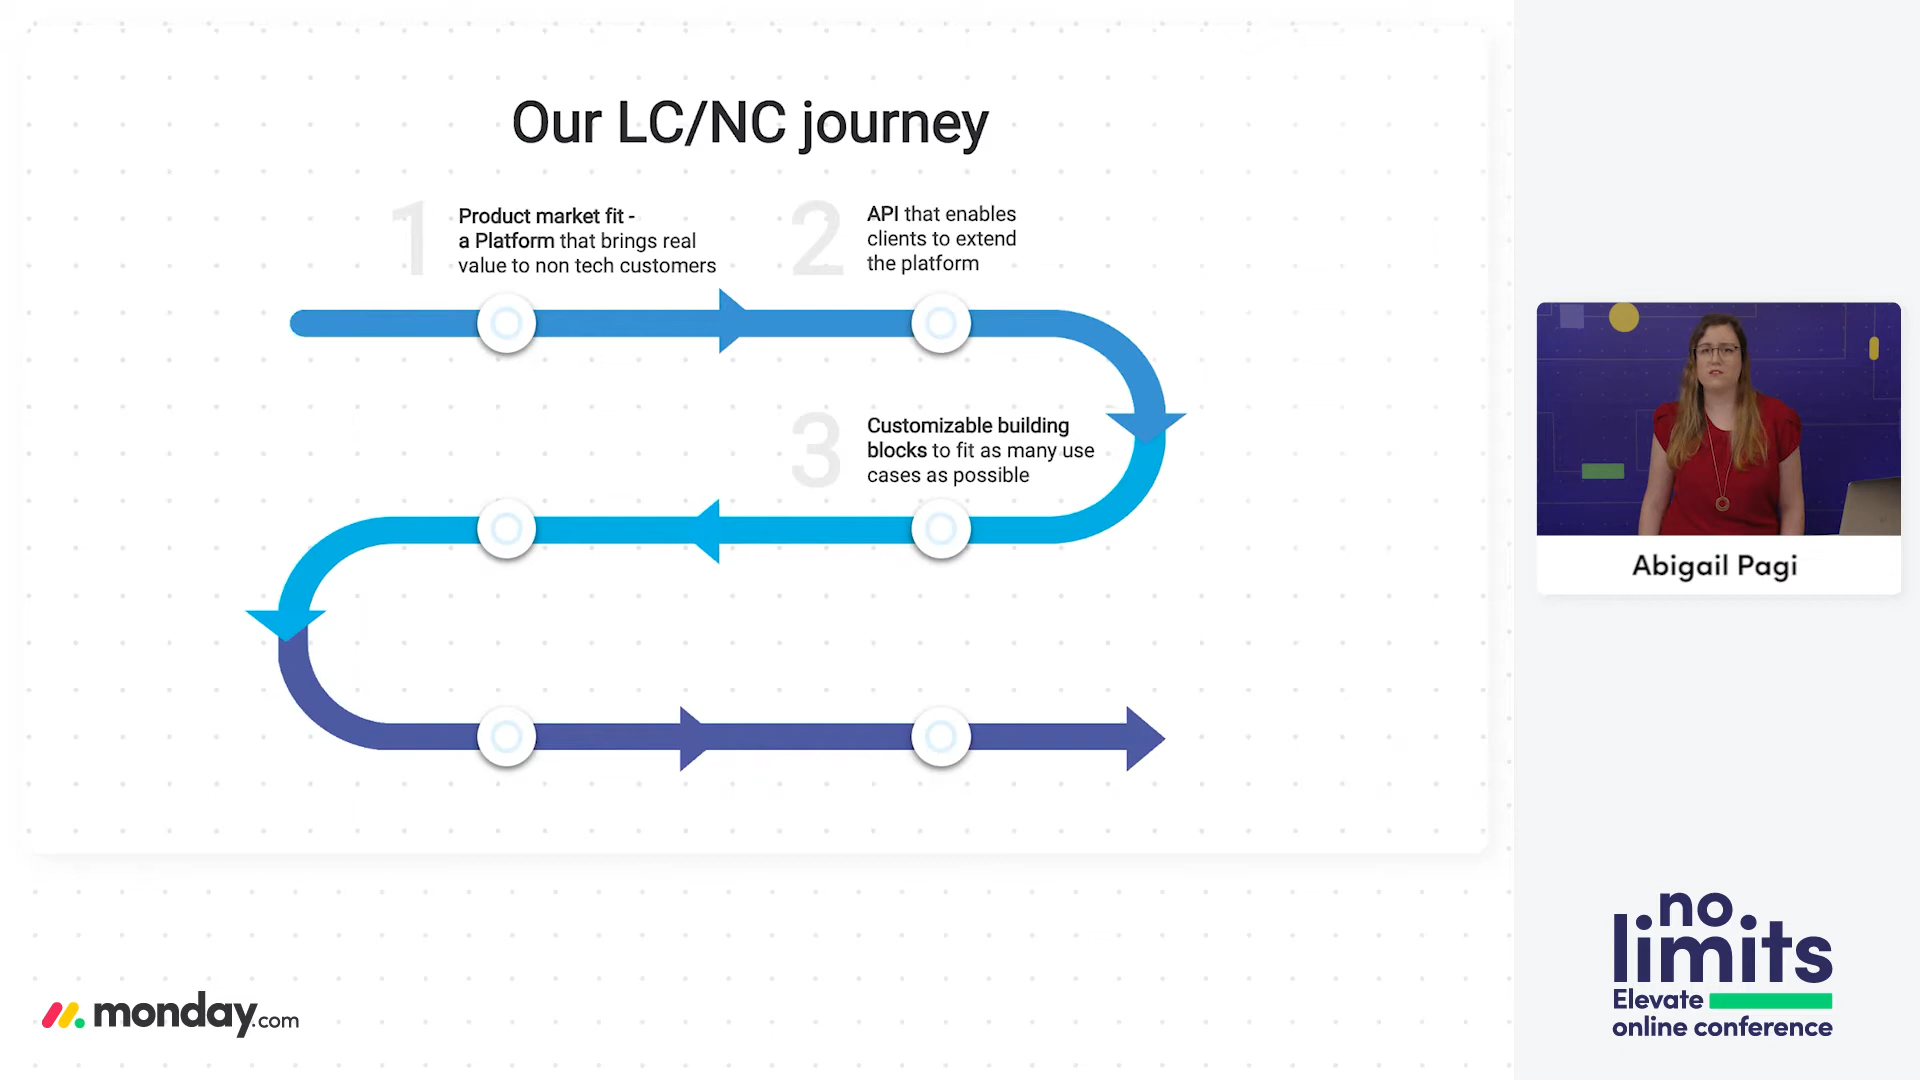 Our LC/NC journey
1
Product market fit -
a Platform that brings real
value to non tech customers
2
API that enables
clients to extend
the platform
3
Customizable building
blocks to fit as many use
cases as possible
Abigail Pagi
no
limits
Elevate
online conference
monday.com